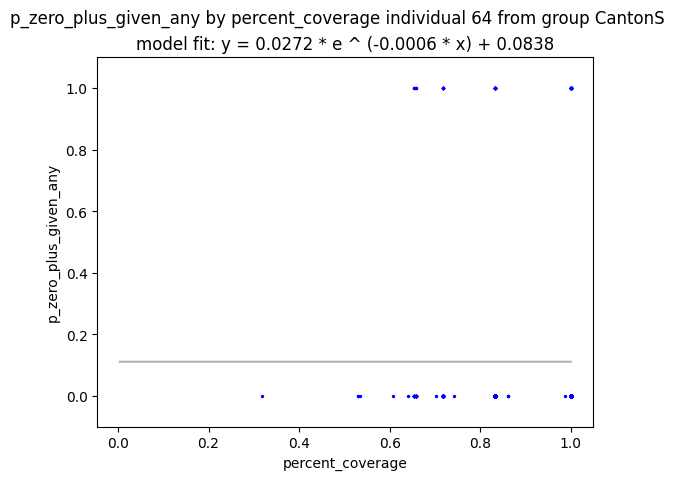 p_zero_plus_given_any by percent_coverage individual 64 from group CantonS
model fit: y = 0.0272 * e ^ (-0.0006 * x) + 0.0838
p_zero_plus_given_any
1.0
0.8
0.6
0.4
0.2
0.0
0.0 0.2 0.4 0.6 0.8 1.0
percent_coverage